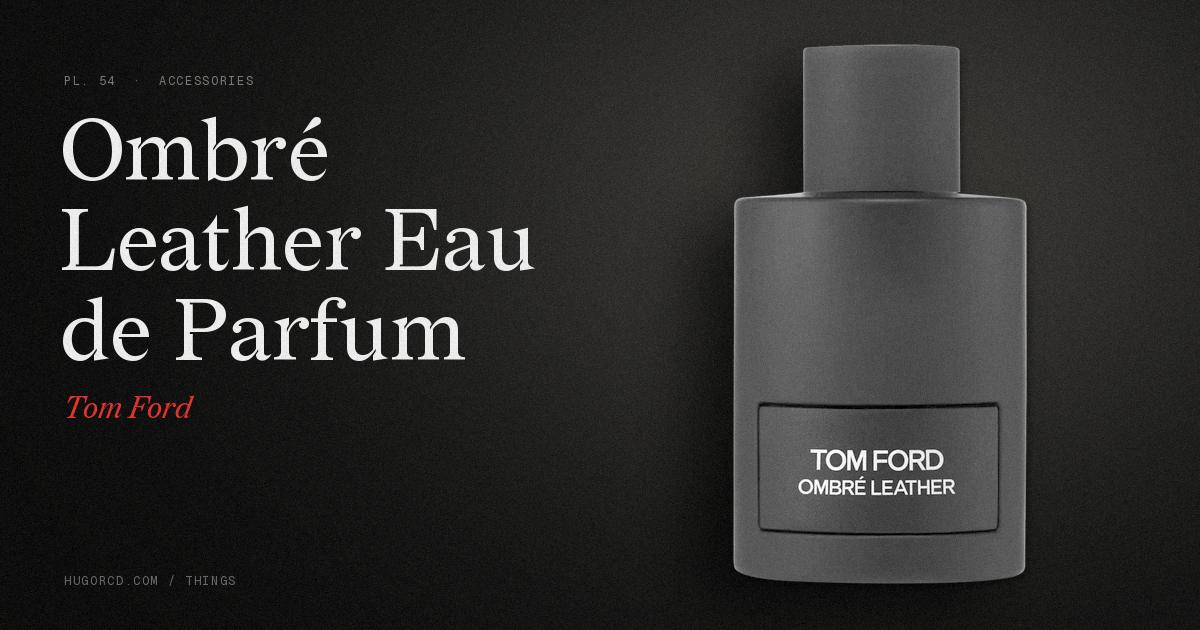 PL. 54 · ACCESSORIES
Ombré
Leather Eau
de Parfum
Tom Ford
TOM FORD
OMBRÉ LEATHER
HUGORCD.COM / THINGS